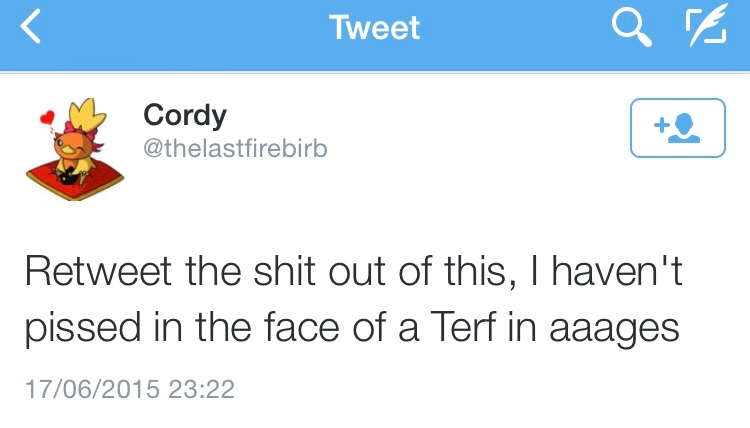 Tweet
Cordy
@thelastfirebirb
Retweet the shit out of this, I haven't
pissed in the face of a Terf in aaages
17/06/2015 23:22